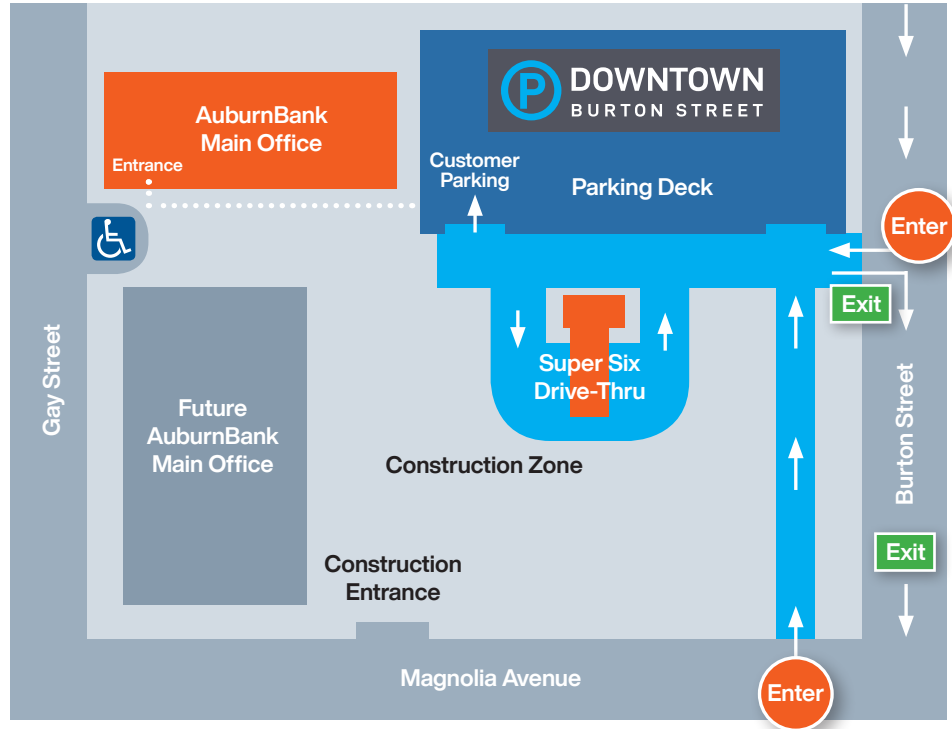 P
DOWNTOWN
BURTON STREET
AuburnBank
Main Office
Entrance
Customer
Parking
Parking Deck
Enter
Exit
Gay Street
Super Six
Drive-Thru
Future
AuburnBank
Main Office
Construction Zone
Burton Street
Exit
Construction
Entrance
Magnolia Avenue
Enter